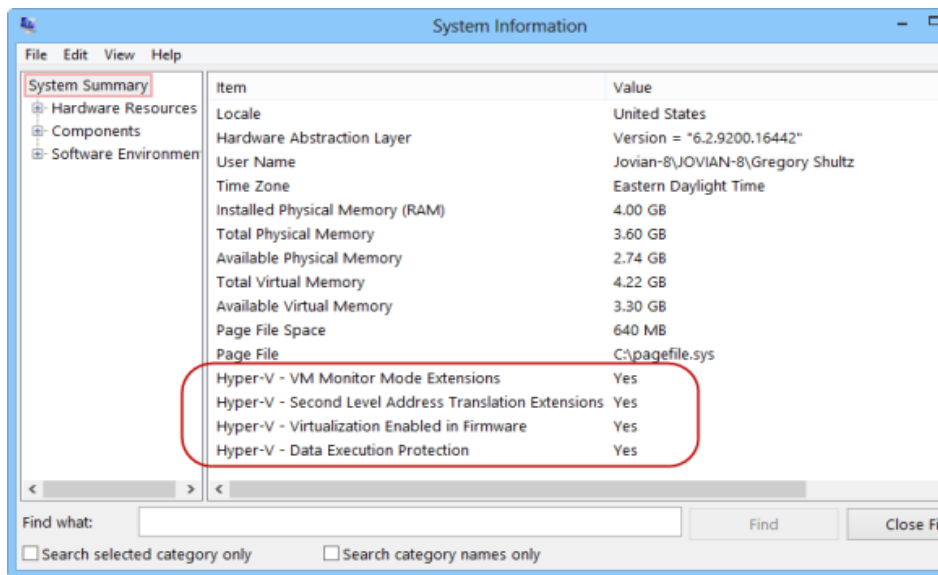 System Information
File Edit View Help
System Summary
Hardware Resources
Components
Software Environmen
Item Value
Locale United States
Hardware Abstraction Layer Version = "6.2.9200.16442"
User Name Jovian-8\JOVIAN-8\Gregory Shultz
Time Zone Eastern Daylight Time
Installed Physical Memory (RAM) 4.00 GB
Total Physical Memory 3.60 GB
Available Physical Memory 2.74 GB
Total Virtual Memory 4.22 GB
Available Virtual Memory 3.30 GB
Page File Space 640 MB
Page File C:\pagefile.sys
Hyper-V - VM Monitor Mode Extensions Yes
Hyper-V - Second Level Address Translation Extensions Yes
Hyper-V - Virtualization Enabled in Firmware Yes
Hyper-V - Data Execution Protection Yes
Find what: Find Close Fi
Search selected category only Search category names only